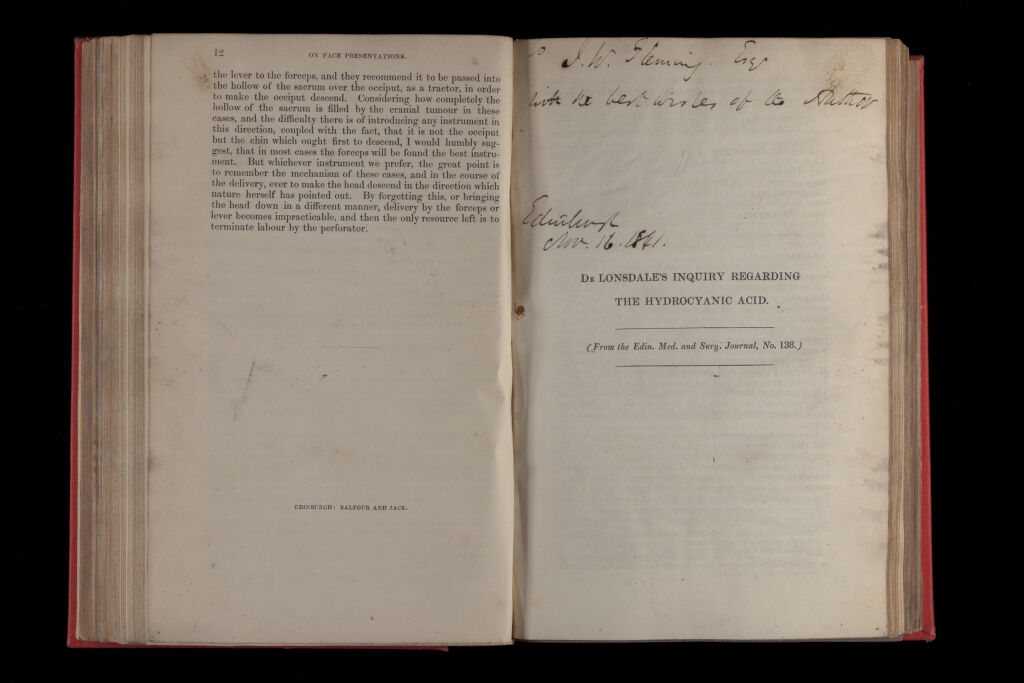 12
ON FACE PRESENTATIONS.
the lever to the forceps, and they recommend it to be passed into
the hollow of the sacrum over the occiput, as a tractor, in order
to make the occiput descend. Considering how completely the
hollow of the sacrum is filled by the cranial tumour in these
cases, and the difficulty there is of introducing any instrument in
this direction, coupled with the fact, that it is not the occiput
but the chin which ought first to descend, I would humbly sug-
gest, that in most cases the forceps will be found the best instru-
ment. But whichever instrument we prefer, the great point is
to remember the mechanism of these cases, and in the course of
the delivery, ever to make the head descend in the direction which
nature herself has pointed out. By forgetting this, or bringing
the head down in a different manner, delivery by the forceps or
lever becomes impracticable, and then the only resource left is to
terminate labour by the perforator.
EDINBURGH: BALFOUR AND JACK.
J. W. Fleming. Esq
with the best wishes of the Author
Edinburgh
Nov. 16.
DR LONSDALE'S INQUIRY REGARDING
THE HYDROCYANIC ACID.
(From the Edin. Med. and Surg. Journal, No. 138.)